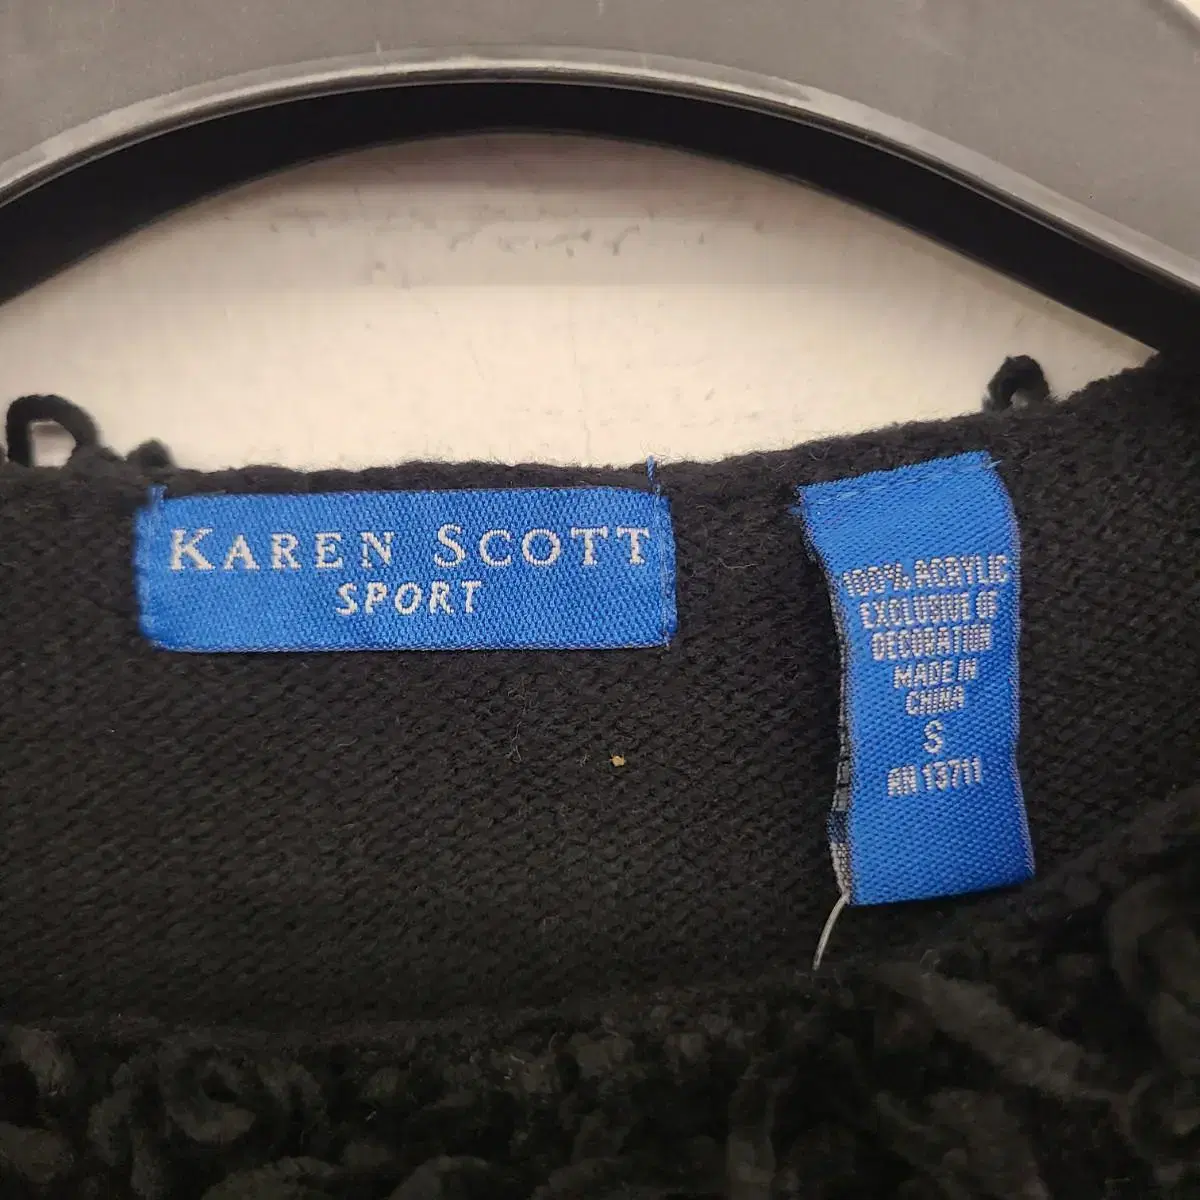 KAREN SCOTT
SPORT
100% ACRYLIC
EXCLUSIVE OF
DECORATION
MADE IN
CHINA
S
RN 13711